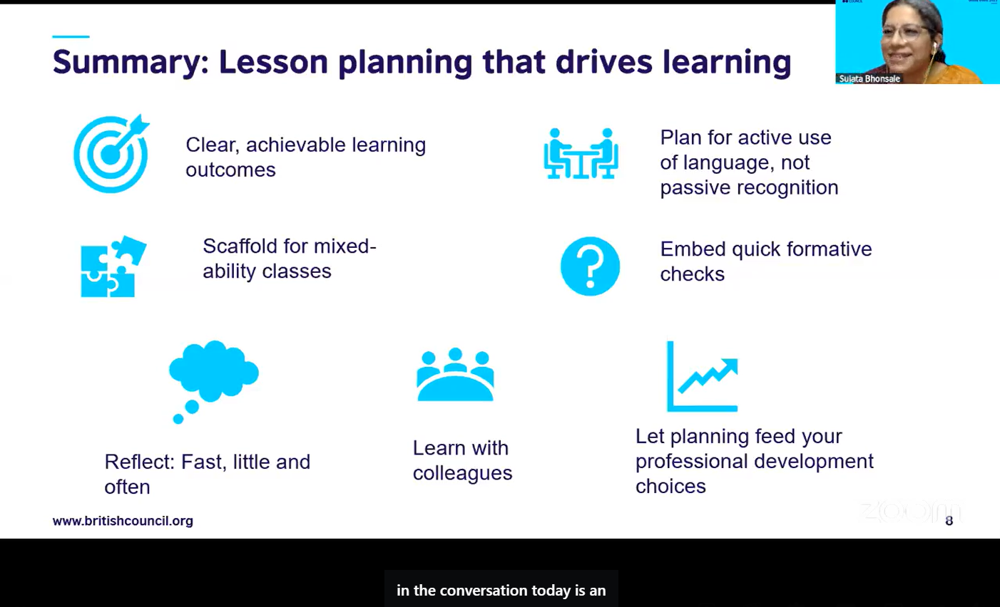 COUNCIL
Summary: Lesson planning that drives learning
Sujata Bhonsale
Clear, achievable learning
outcomes
Plan for active use
of language, not
passive recognition
Scaffold for mixed-
ability classes
Embed quick formative
checks
Reflect: Fast, little and
often
Learn with
colleagues
Let planning feed your
professional development
choices
www.britishcouncil.org
zoom
8
in the conversation today is an